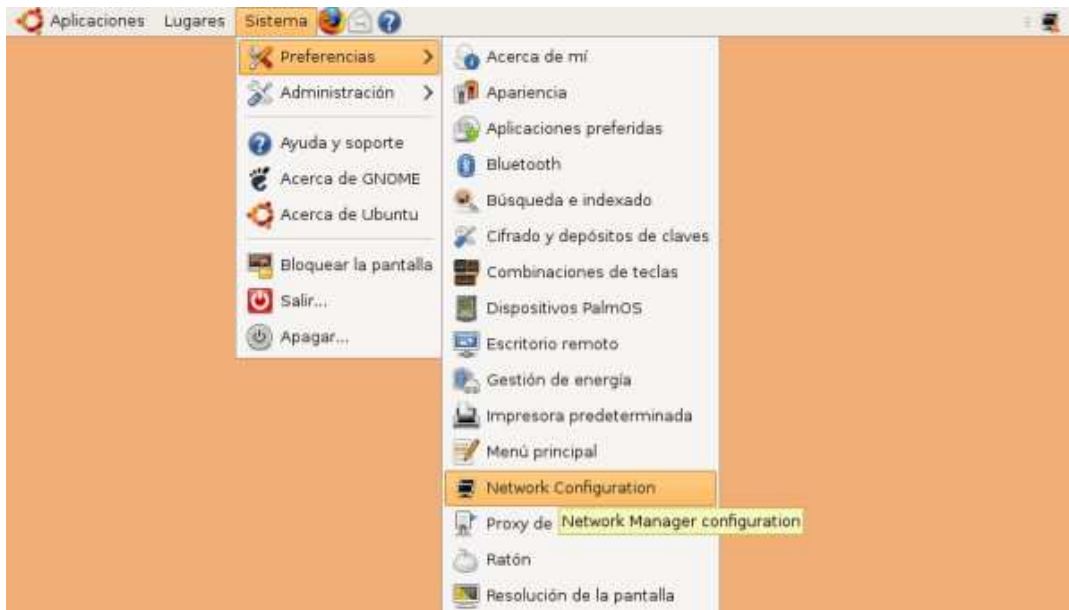 Aplicaciones Lugares Sistema
Preferencias
Administración
Ayuda y soporte
Acerca de GNOME
Acerca de Ubuntu
Bloquear la pantalla
Salir...
Apagar...
Acerca de mí
Apariencia
Aplicaciones preferidas
Bluetooth
Búsqueda e indexado
Cifrado y depósitos de claves
Combinaciones de teclas
Dispositivos PalmOS
Escritorio remoto
Gestión de energía
Impresora predeterminada
Menú principal
Network Configuration
Proxy de
Network Manager configuration
Ratón
Resolución de la pantalla